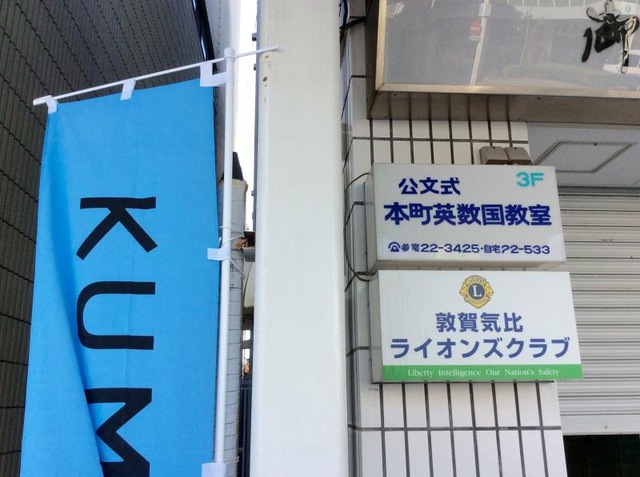 KUM
公文式
3F
本町英数国教室
22-3425・自宅22-533
L
敦賀気比
ライオンズクラブ
Liberty Intelligence Our Nation's Safety